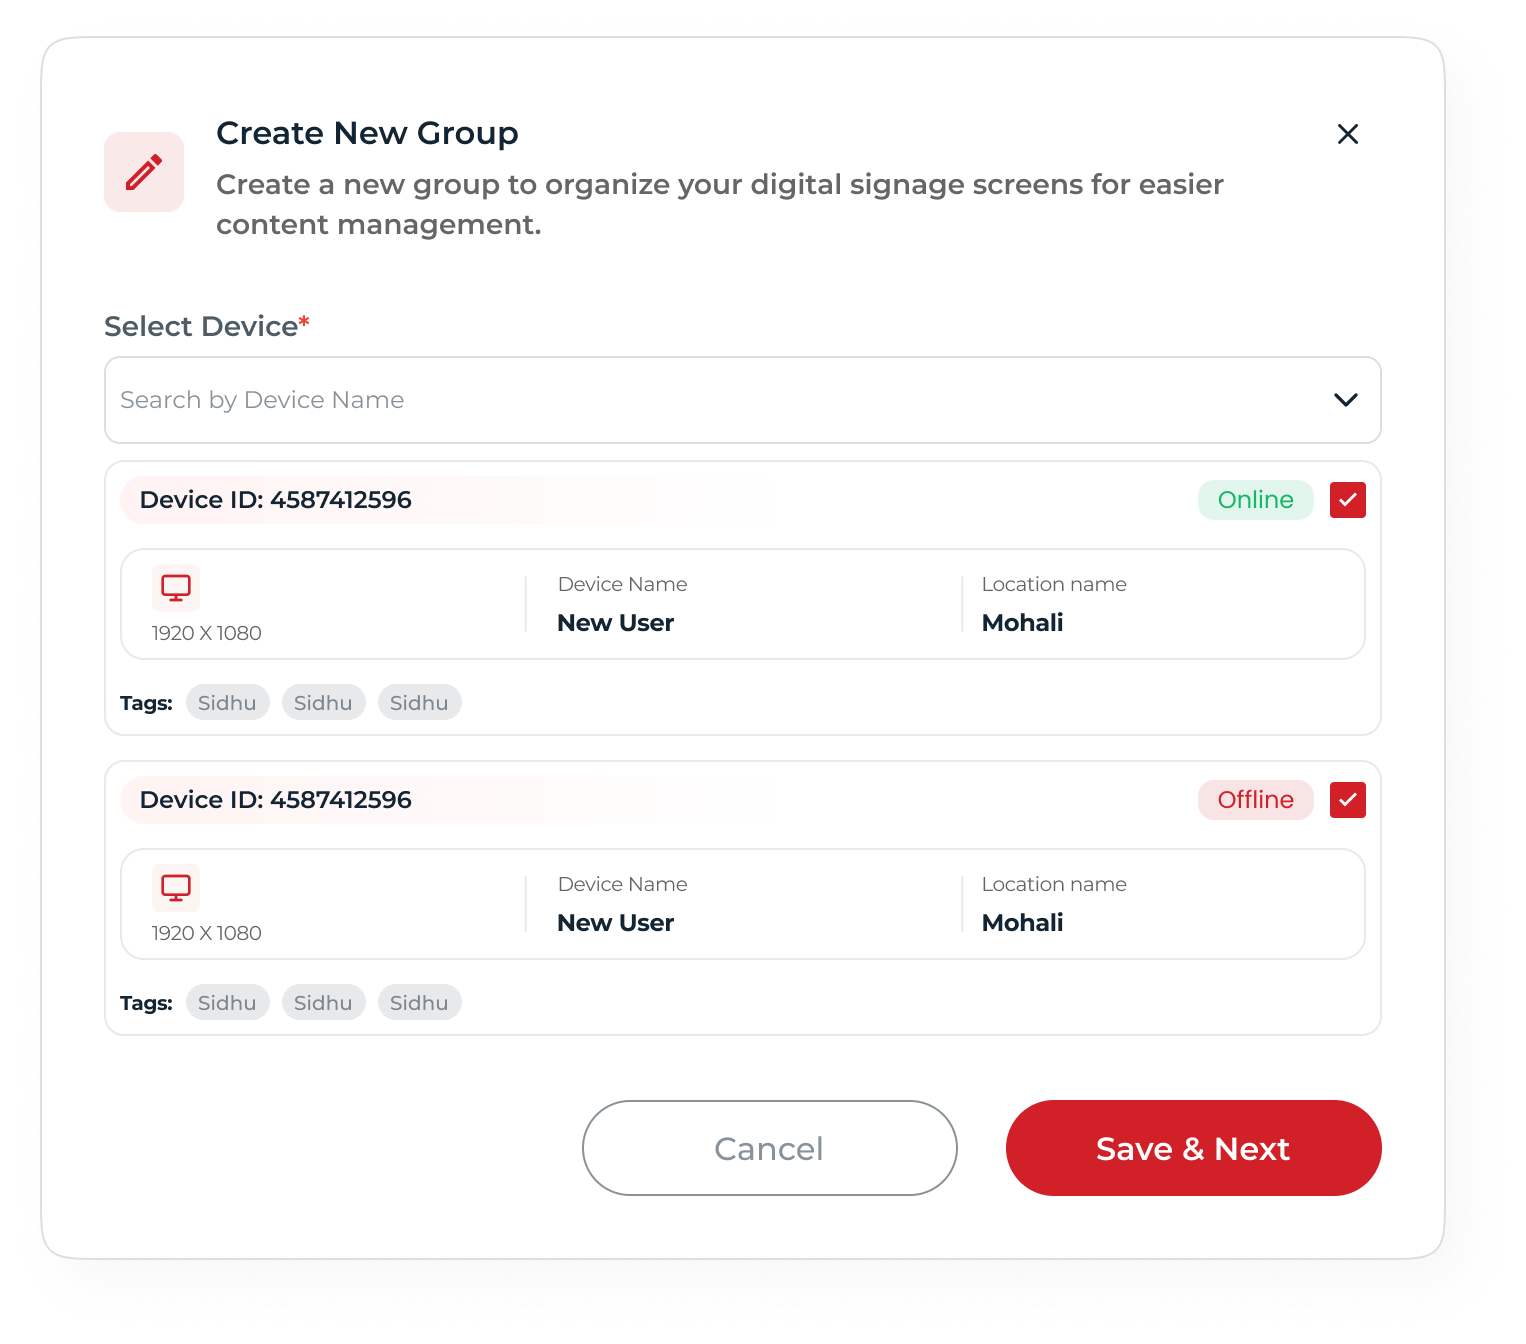 Create New Group
Create a new group to organize your digital signage screens for easier
content management.
Select Device*
Search by Device Name
Device ID: 4587412596
Online
Device Name
Location name
1920 X 1080
New User
Mohali
Tags: Sidhu Sidhu Sidhu
Device ID: 4587412596
Offline
Device Name
Location name
1920 X 1080
New User
Mohali
Tags: Sidhu Sidhu Sidhu
Cancel
Save & Next